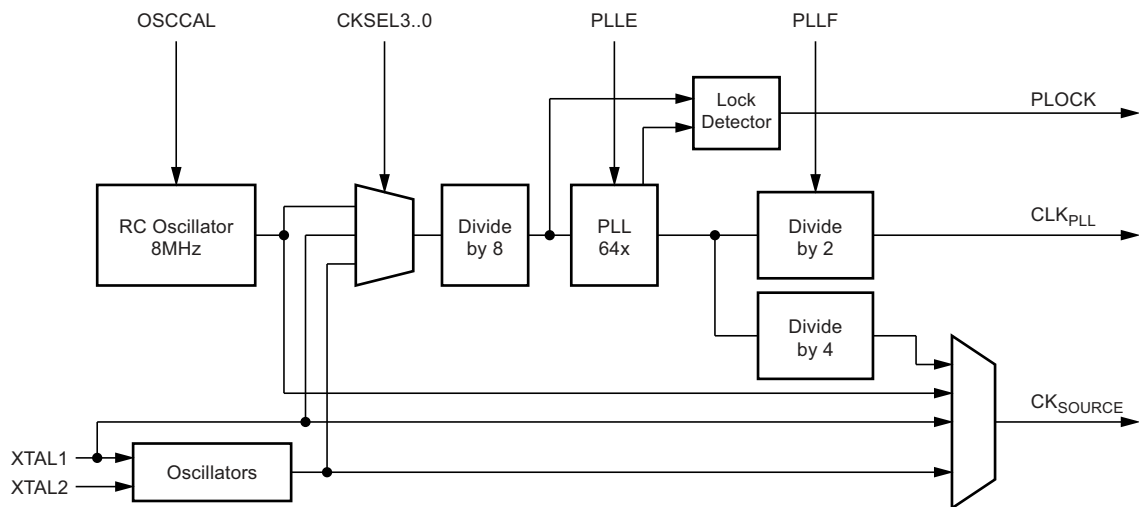 OSCCAL
CKSEL3..0
PLLE
PLLF
Lock
Detector
PLOCK
RC Oscillator
8MHz
Divide
by 8
PLL
64x
Divide
by 2
CLKPLL
Divide
by 4
CKSOURCE
XTAL1
XTAL2
Oscillators